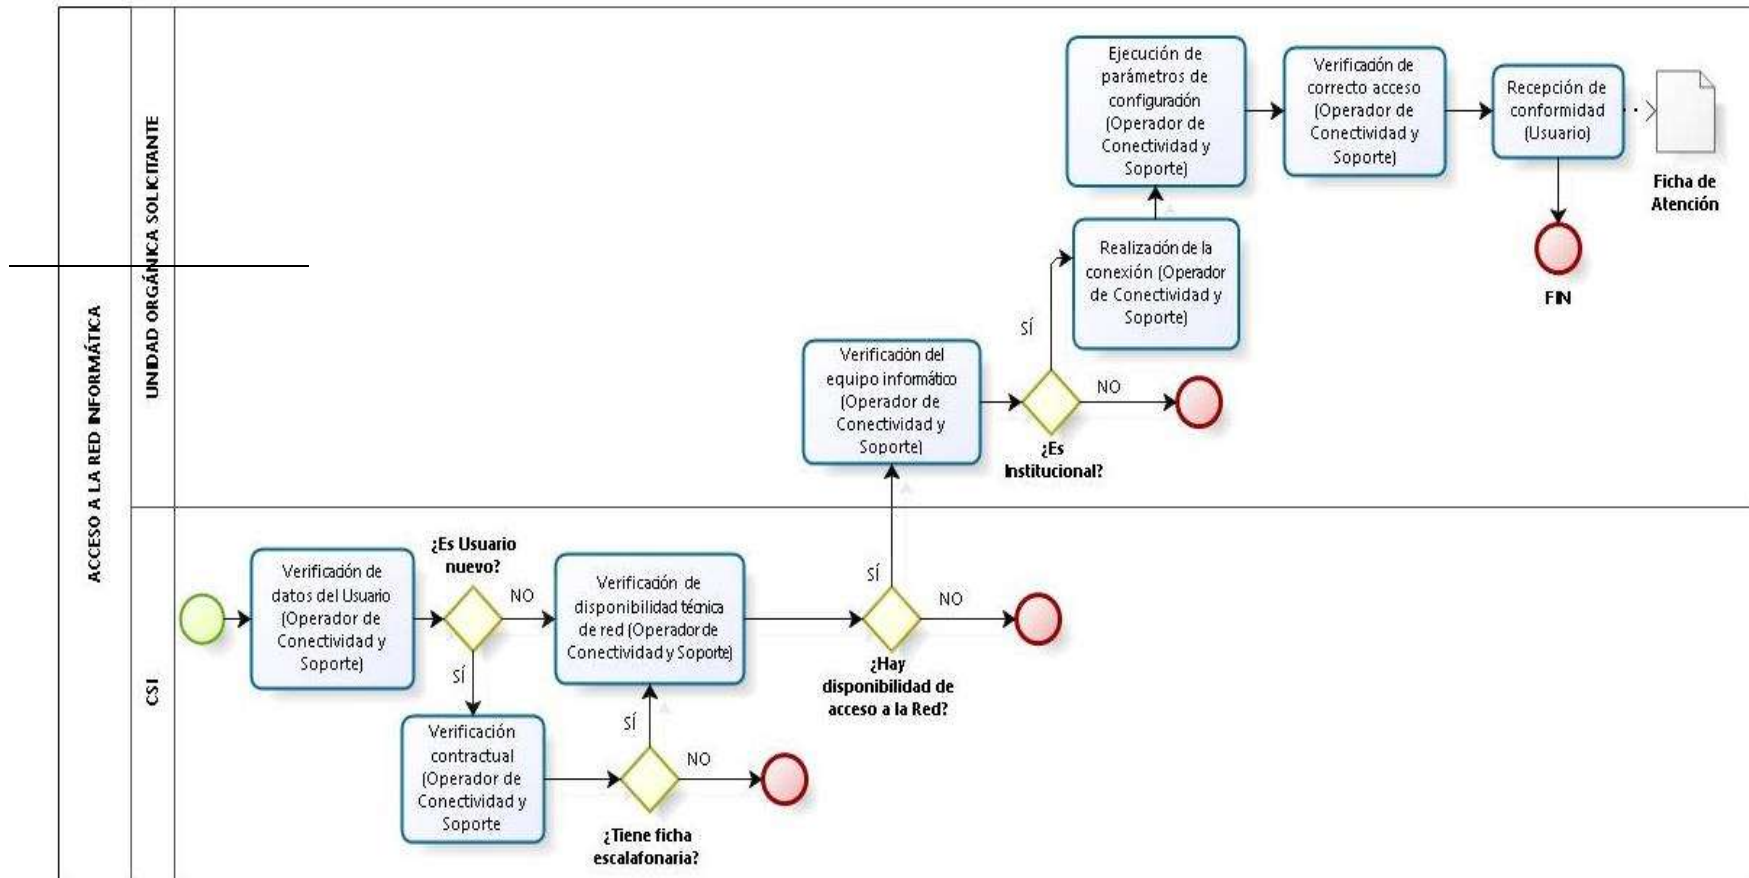 ACCESO A LA RED INFORMÁTICA
UNIDAD ORGÁNICA SOLICITANTE
Ejecución de
parámetros de
configuración
(Operador de
Conectividad y
Soporte)
Verificación de
correcto acceso
(Operador de
Conectividad y
Soporte)
Recepción de
conformidad
(Usuario)
Ficha de
Atención
FIN
Realización de la
conexión (Operador
de Conectividad y
Soporte)
SÍ
Verificación del
equipo informático
(Operador de
Conectividad y
Soporte)
NO
¿Es
Institucional?
CSI
Verificación de
datos del Usuario
(Operador de
Conectividad y
Soporte)
¿Es Usuario
nuevo?
NO
SÍ
Verificación de
disponibilidad técnica
de red (Operador de
Conectividad y Soporte)
SÍ
NO
¿Hay
disponibilidad de
acceso a la Red?
Verificación
contractual
(Operador de
Conectividad y
Soporte
SÍ
NO
¿Tiene ficha
escalafonaria?